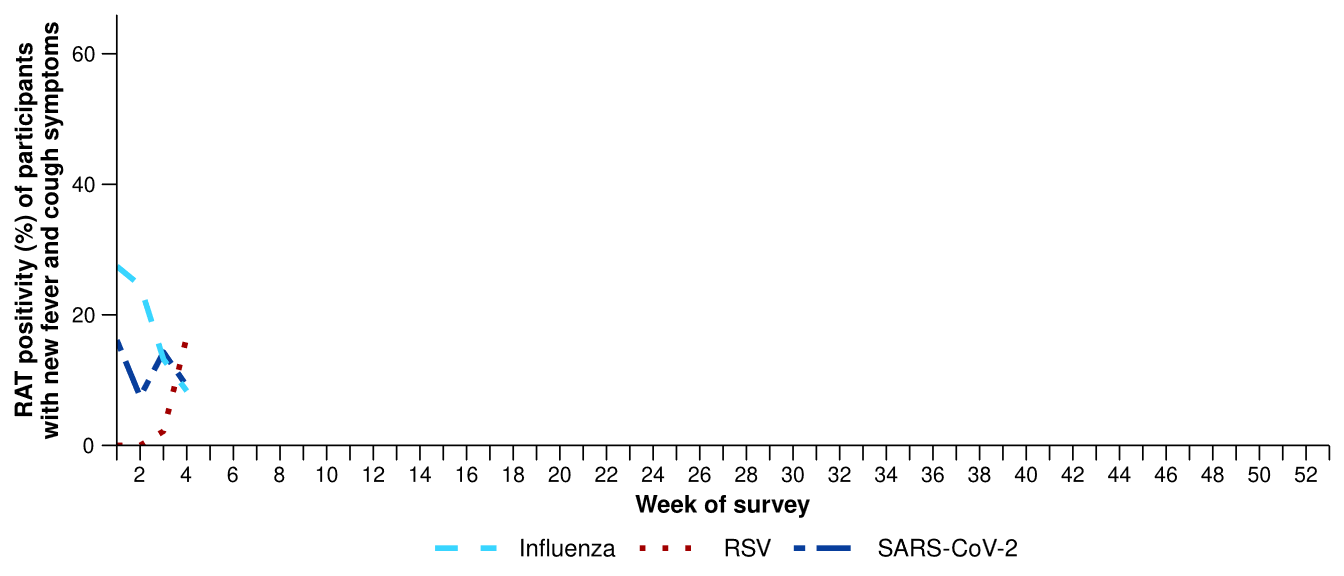 RAT positivity (%) of participants
with new fever and cough symptoms
60
40
20
0
2 4 6 8 10 12 14 16 18 20 22 24 26 28 30 32 34 36 38 40 42 44 46 48 50 52
Week of survey
Influenza RSV SARS-CoV-2